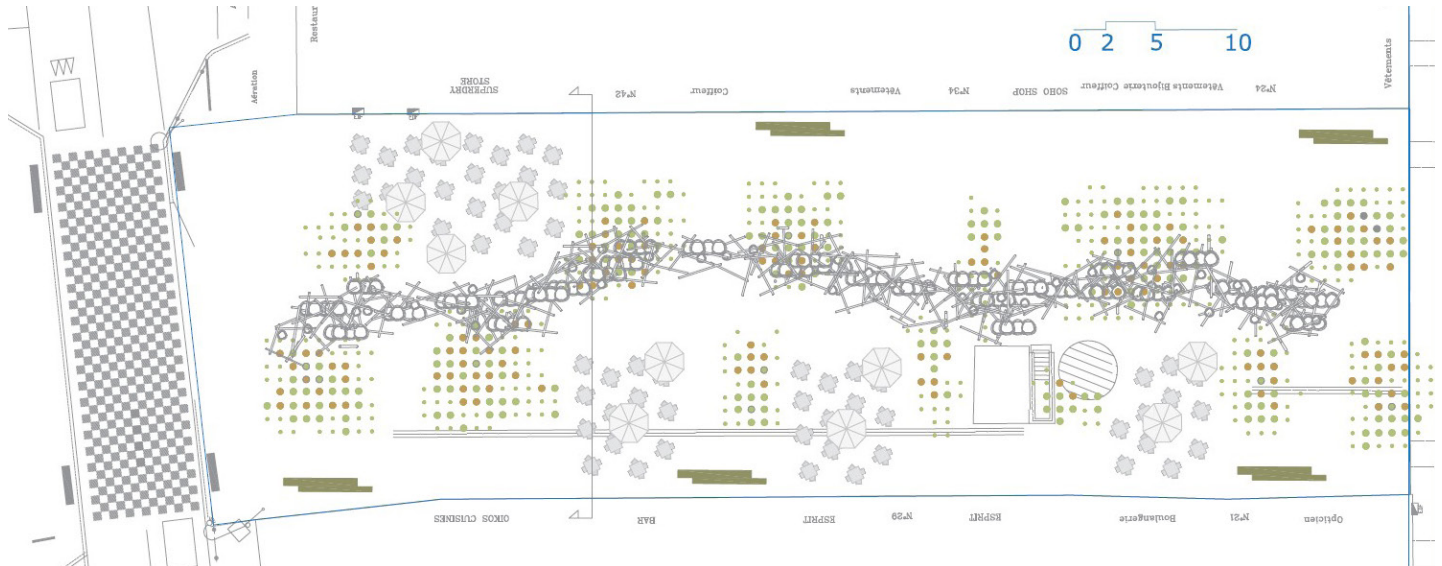 Restaur
Aération
0 2 5 10
SUPERDRY
STORE
N°42
Coiffeur
Vêtements
N°34
SOHO SHOP
Vêtements Bijouterie Coiffeur
N°24
Vêtements
OIKOS CUISINES
BAR
ESPRIT
N°29
ESPRIT
Boulangerie
N°21
Opticien